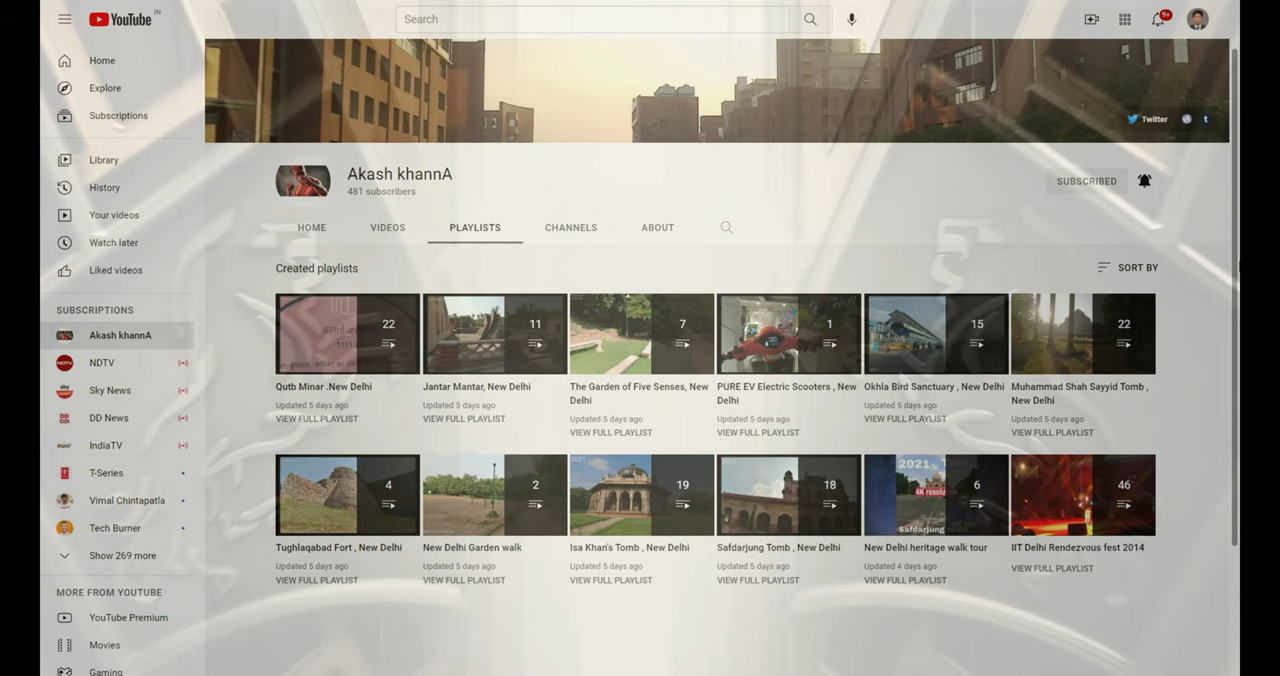 YouTube IN
Search
9+
Home
Explore
Subscriptions
Library
History
Your videos
Watch later
Liked videos
SUBSCRIPTIONS
Akash khannA
NDTV
Sky News
DD News
IndiaTV
T-Series
Vimal Chintapatla
Tech Burner
Show 269 more
MORE FROM YOUTUBE
YouTube Premium
Movies
Gaming
Twitter
Akash khannA
481 subscribers
SUBSCRIBED
HOME VIDEOS PLAYLISTS CHANNELS ABOUT
Created playlists
SORT BY
22
Qutb Minar .New Delhi
Updated 5 days ago
VIEW FULL PLAYLIST
11
Jantar Mantar, New Delhi
Updated 5 days ago
VIEW FULL PLAYLIST
7
The Garden of Five Senses, New
Delhi
Updated 5 days ago
VIEW FULL PLAYLIST
1
PURE EV Electric Scooters , New
Delhi
Updated 5 days ago
VIEW FULL PLAYLIST
15
Okhla Bird Sanctuary , New Delhi
Updated 5 days ago
VIEW FULL PLAYLIST
22
Muhammad Shah Sayyid Tomb ,
New Delhi
Updated 5 days ago
VIEW FULL PLAYLIST
4
Tughlaqabad Fort , New Delhi
Updated 5 days ago
VIEW FULL PLAYLIST
2
New Delhi Garden walk
Updated 5 days ago
VIEW FULL PLAYLIST
2021
19
Isa Khan's Tomb , New Delhi
Updated 5 days ago
VIEW FULL PLAYLIST
2021
18
Safdarjung Tomb , New Delhi
Updated 5 days ago
VIEW FULL PLAYLIST
2021
4K resolu
Safdarjung
6
New Delhi heritage walk tour
Updated 4 days ago
VIEW FULL PLAYLIST
46
IIT Delhi Rendezvous fest 2014
VIEW FULL PLAYLIST